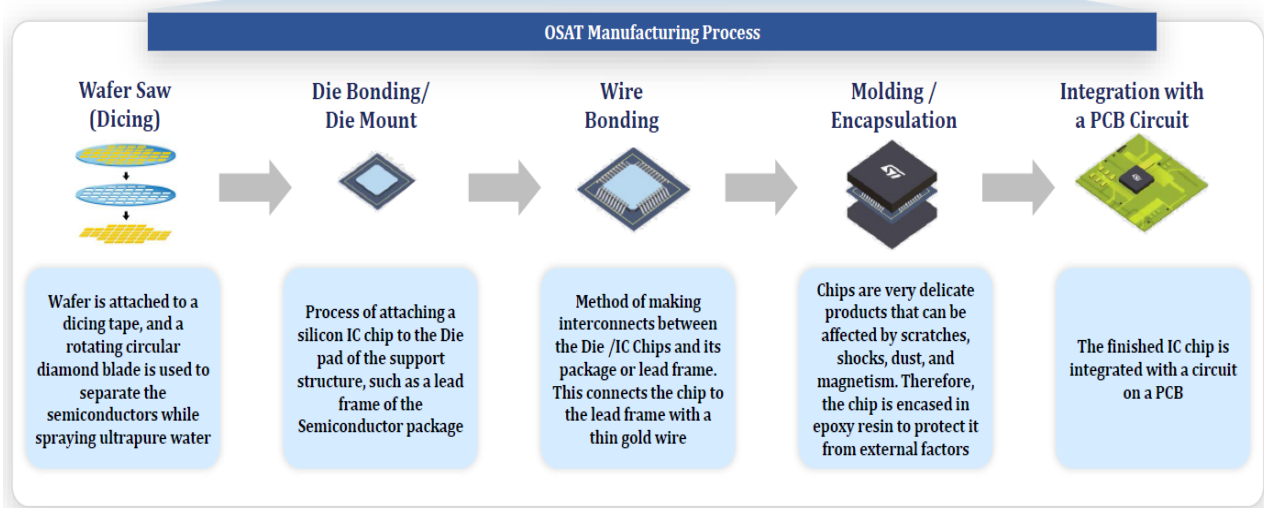 OSAT Manufacturing Process
Wafer Saw
(Dicing)
Die Bonding/
Die Mount
Wire
Bonding
Molding /
Encapsulation
Integration with
a PCB Circuit
Wafer is attached to a
dicing tape, and a
rotating circular
diamond blade is used to
separate the
semiconductors while
spraying ultrapure water
Process of attaching a
silicon IC chip to the Die
pad of the support
structure, such as a lead
frame of the
Semiconductor package
Method of making
interconnects between
the Die /IC Chips and its
package or lead frame.
This connects the chip to
the lead frame with a
thin gold wire
ST
Chips are very delicate
products that can be
affected by scratches,
shocks, dust, and
magnetism. Therefore,
the chip is encased in
epoxy resin to protect it
from external factors
ST
The finished IC chip is
integrated with a circuit
on a PCB